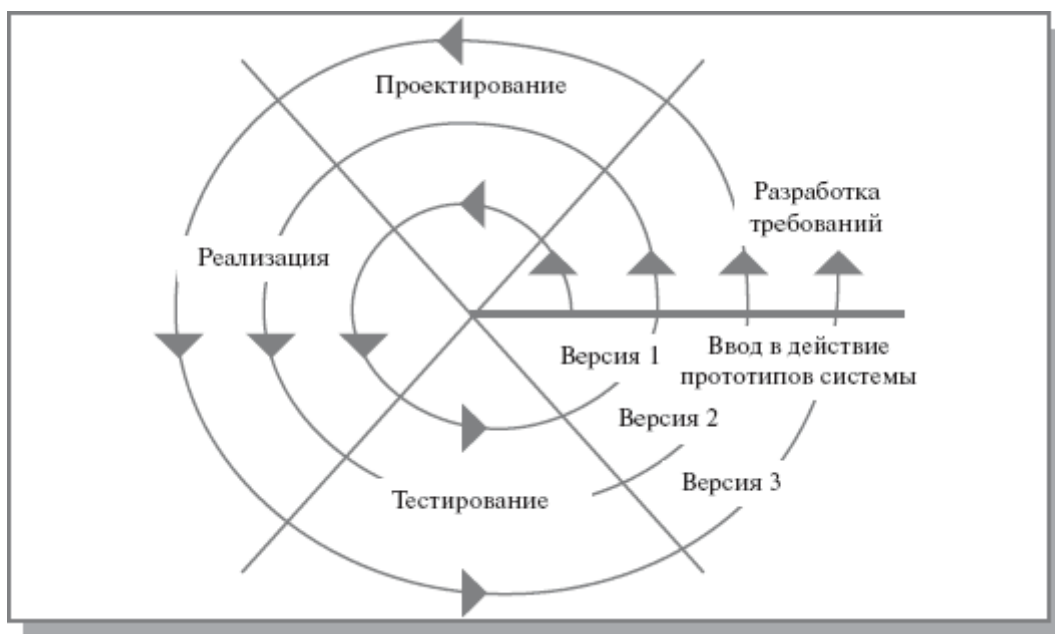 Проектирование
Разработка
требований
Реализация
Версия 1
Ввод в действие
прототипов системы
Версия 2
Версия 3
Тестирование